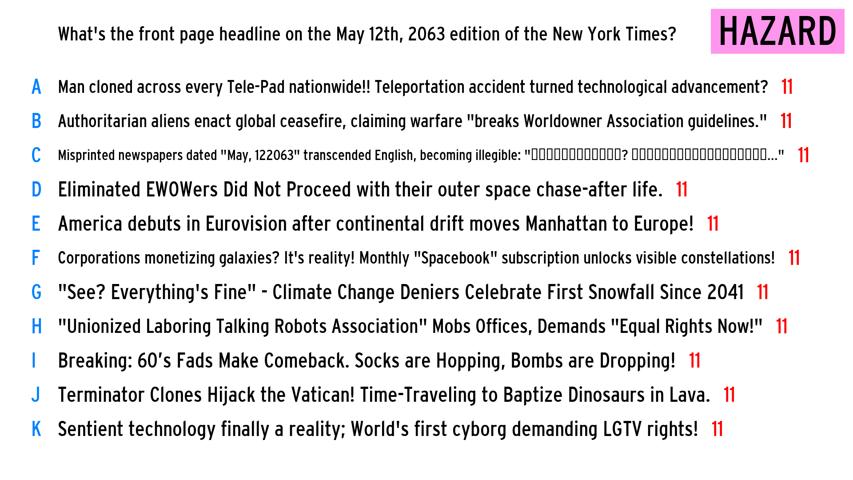 What's the front page headline on the May 12th, 2063 edition of the New York Times?
HAZARD
A Man cloned across every Tele-Pad nationwide!! Teleportation accident turned technological advancement? 11
B Authoritarian aliens enact global ceasefire, claiming warfare "breaks Worldowner Association guidelines." 11
C Misprinted newspapers dated "May, 122063" transcended English, becoming illegible: "▯▯▯▯▯▯▯▯▯▯▯▯▯? ▯▯▯▯▯▯▯▯▯▯▯▯▯▯▯▯▯▯▯▯..." 11
D Eliminated EWOWers Did Not Proceed with their outer space chase-after life. 11
E America debuts in Eurovision after continental drift moves Manhattan to Europe! 11
F Corporations monetizing galaxies? It's reality! Monthly "Spacebook" subscription unlocks visible constellations! 11
G "See? Everything's Fine" - Climate Change Deniers Celebrate First Snowfall Since 2041 11
H "Unionized Laboring Talking Robots Association" Mobs Offices, Demands "Equal Rights Now!" 11
I Breaking: 60’s Fads Make Comeback. Socks are Hopping, Bombs are Dropping! 11
J Terminator Clones Hijack the Vatican! Time-Traveling to Baptize Dinosaurs in Lava. 11
K Sentient technology finally a reality; World's first cyborg demanding LGTV rights! 11